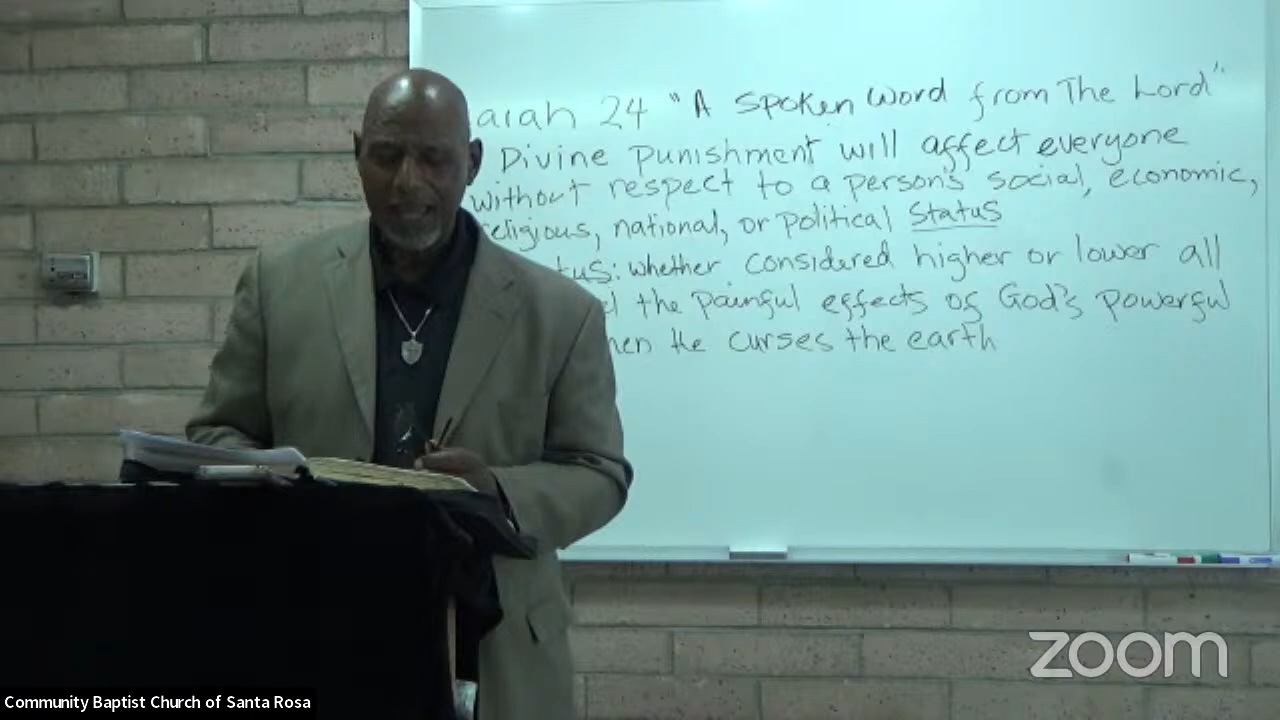 aiah 24 "A Spoken Word from The Lord"
Divine Punishment will affect everyone
without respect to a person's social, economic,
religious, national, or political status
tus: whether considered higher or lower all
the painful effects of God's powerful
hen He curses the earth
zoom
Community Baptist Church of Santa Rosa